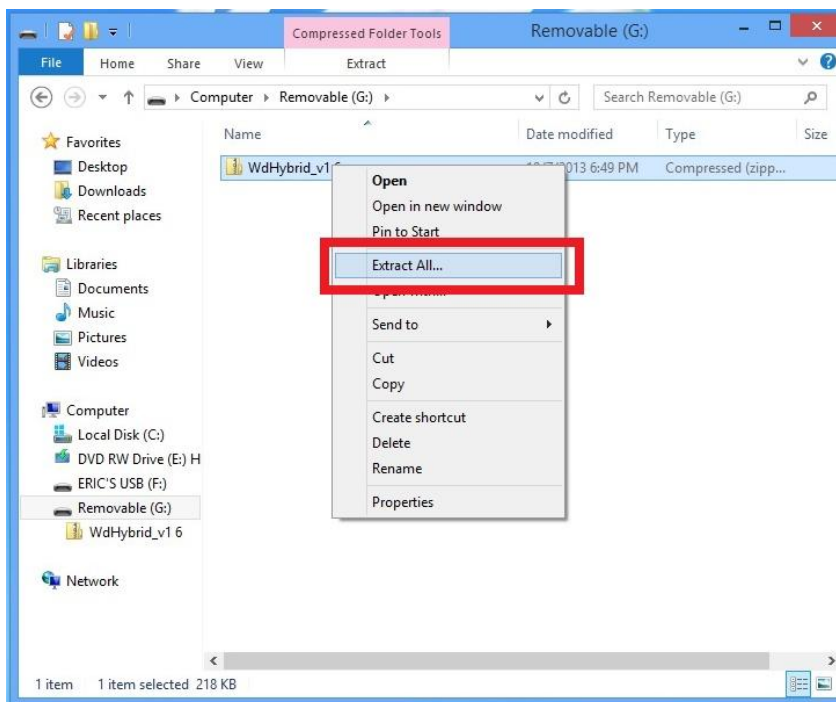 Compressed Folder Tools
Removable (G:)
File Home Share View Extract
Computer Removable (G:)
Search Removable (G:)
Name Date modified Type Size
Favorites
Desktop
Downloads
Recent places
Libraries
Documents
Music
Pictures
Videos
Computer
Local Disk (C:)
DVD RW Drive (E:) H
ERIC'S USB (F:)
Removable (G:)
WdHybrid_v1 6
Network
WdHybrid_v1 6
2013 6:49 PM
Compressed (zipp...
Open
Open in new window
Pin to Start
Extract All...
Send to
Cut
Copy
Create shortcut
Delete
Rename
Properties
1 item 1 item selected 218 KB